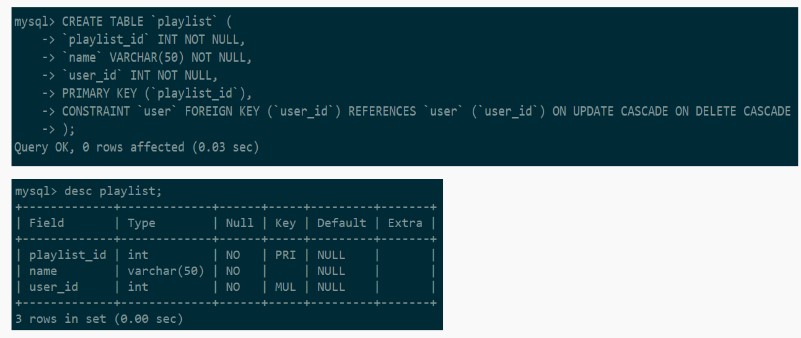 mysql> CREATE TABLE `playlist` (
    -> `playlist_id` INT NOT NULL,
    -> `name` VARCHAR(50) NOT NULL,
    -> `user_id` INT NOT NULL,
    -> PRIMARY KEY (`playlist_id`),
    -> CONSTRAINT `user` FOREIGN KEY (`user_id`) REFERENCES `user` (`user_id`) ON UPDATE CASCADE ON DELETE CASCADE
    -> );
Query OK, 0 rows affected (0.03 sec)
mysql> desc playlist;
+-------------+-------------+------+-----+---------+-------+
| Field       | Type        | Null | Key | Default | Extra |
+-------------+-------------+------+-----+---------+-------+
| playlist_id | int         | NO   | PRI | NULL    |       |
| name        | varchar(50) | NO   |     | NULL    |       |
| user_id     | int         | NO   | MUL | NULL    |       |
+-------------+-------------+------+-----+---------+-------+
3 rows in set (0.00 sec)